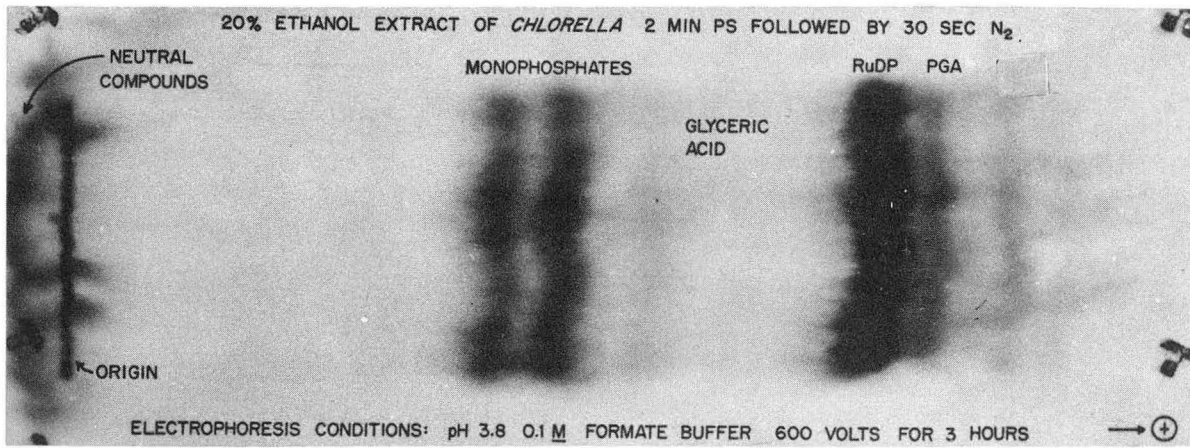 20% ETHANOL EXTRACT OF CHLORELLA 2 MIN PS FOLLOWED BY 30 SEC N₂.
NEUTRAL
COMPOUNDS
MONOPHOSPHATES
RuDP PGA
GLYCERIC
ACID
ORIGIN
ELECTROPHORESIS CONDITIONS: pH 3.8 0.1 M FORMATE BUFFER 600 VOLTS FOR 3 HOURS → ⊕